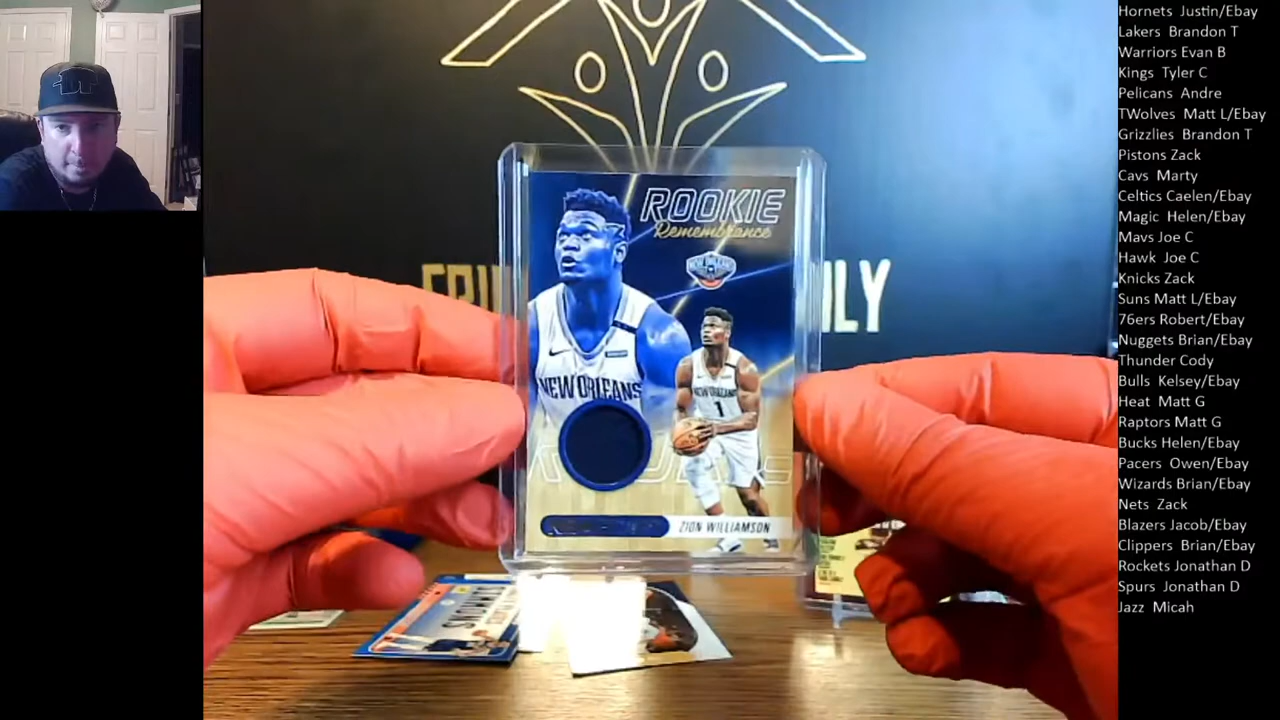 Hornets Justin/Ebay
Lakers Brandon T
Warriors Evan B
Kings Tyler C
Pelicans Andre
TWolves Matt L/Ebay
Grizzlies Brandon T
Pistons Zack
Cavs Marty
Celtics Caelen/Ebay
Magic Helen/Ebay
Mavs Joe C
Hawk Joe C
Knicks Zack
Suns Matt L/Ebay
76ers Robert/Ebay
Nuggets Brian/Ebay
Thunder Cody
Bulls Kelsey/Ebay
Heat Matt G
Raptors Matt G
Bucks Helen/Ebay
Pacers Owen/Ebay
Wizards Brian/Ebay
Nets Zack
Blazers Jacob/Ebay
Clippers Brian/Ebay
Rockets Jonathan D
Spurs Jonathan D
Jazz Micah
ROOKIE
Remembrance
NEW ORLEANS
NEW ORLEANS
NEW ORLEANS
1
ZION WILLIAMSON